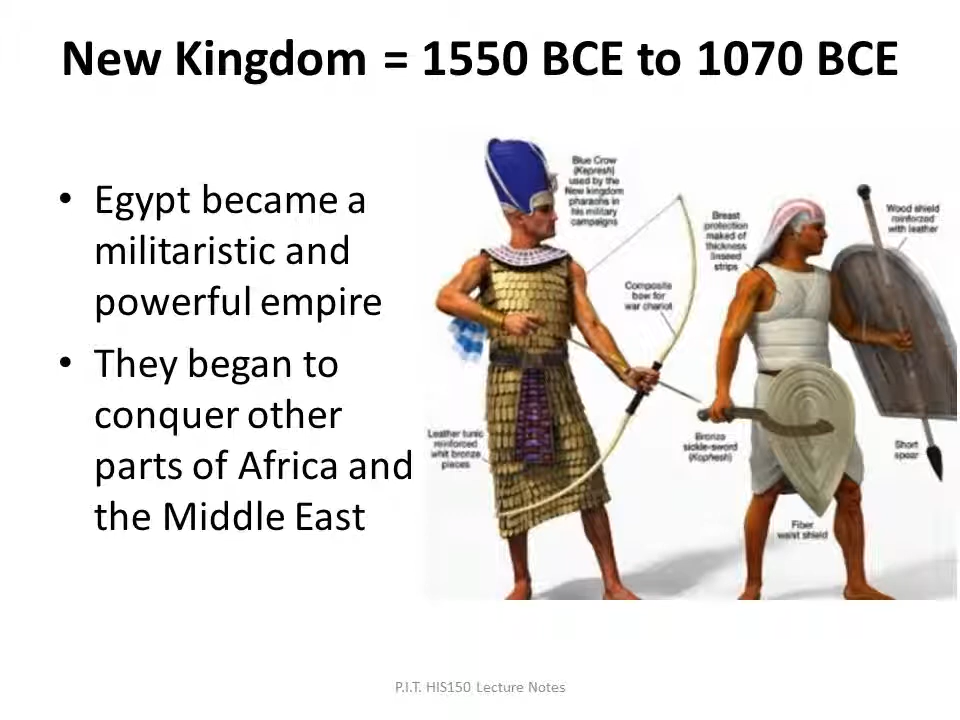 New Kingdom = 1550 BCE to 1070 BCE
• Egypt became a
militaristic and
powerful empire
• They began to
conquer other
parts of Africa and
the Middle East
Blue Crow
(Kepresh)
used by the
New kingdom
pharaohs in
his military
campaigns
Breast
protection
maked of
thickness
linseed
strips
Wood shield
reinforced
with leather
Composite
bow for
war chariot
Leather tunic
reinforced
whit bronze
pieces
Bronze
sickle-sword
(Kophesh)
Short
spear
Fiber
waist shield
P.I.T. HIS150 Lecture Notes